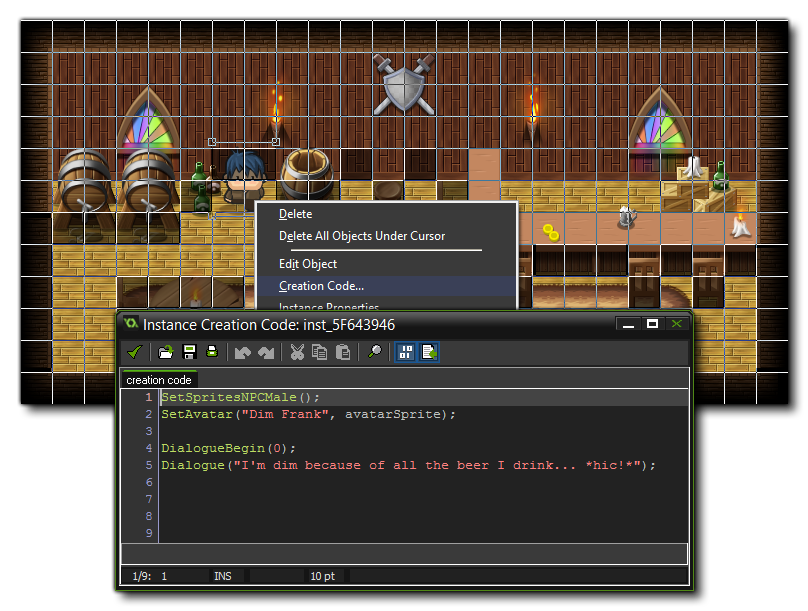 Delete
Delete All Objects Under Cursor
Edit Object
Creation Code...
Instance Properties
Instance Creation Code: inst_5F643946
creation code
1 SetSpritesNPCMale();
2 SetAvatar("Dim Frank", avatarSprite);
3
4 DialogueBegin(0);
5 Dialogue("I'm dim because of all the beer I drink... *hic!*");
6
7
8
9
1/9: 1 INS 10 pt